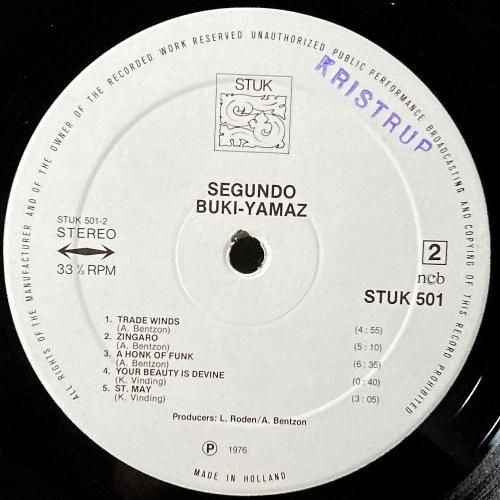 ALL RIGHTS OF THE MANUFACTURER AND OF THE OWNER OF THE RECORDED WORK RESERVED UNAUTHORIZED PUBLIC PERFORMANCE BROADCASTING AND COPYING OF THIS RECORD PROHIBITED
KRISTRUP
STUK
SEGUNDO
BUKI-YAMAZ
STUK 501-2
STEREO
33 ⅓ RPM
2
ncb
STUK 501
1. TRADE WINDS
(A. Bentzon) (4 : 55)
2. ZINGARO
(A. Bentzon) (5 : 10)
3. A HONK OF FUNK
(A. Bentzon) (6 : 35)
4. YOUR BEAUTY IS DEVINE
(K. Vinding) (0 : 40)
5. ST. MAY
(K. Vinding) (3 : 05)
Producers: L. Roden/A. Bentzon
Ⓟ 1976
MADE IN HOLLAND